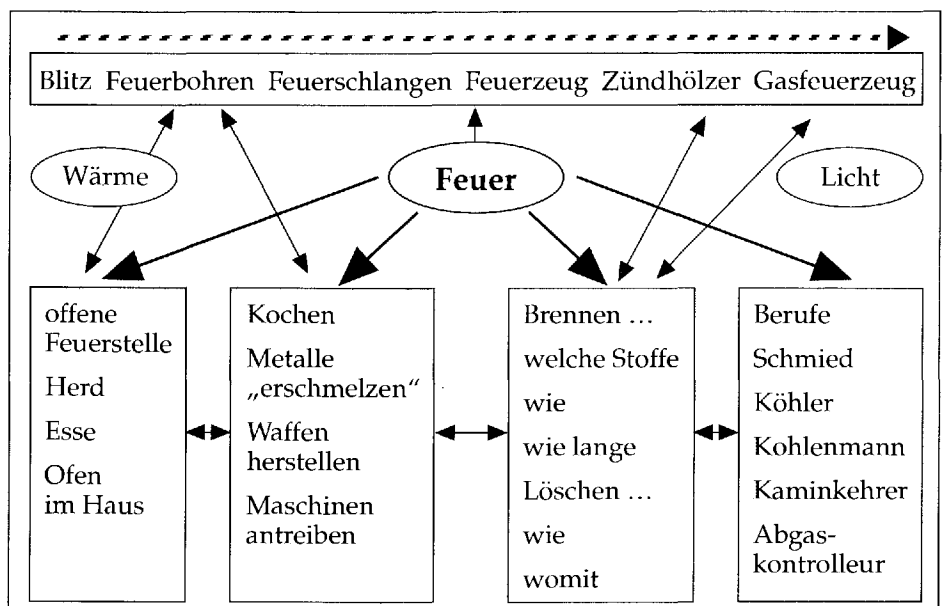 Blitz Feuerbohren Feuerschlangen Feuerzeug Zündhölzer Gasfeuerzeug
Wärme
Feuer
Licht
offene
Feuerstelle
Herd
Esse
Ofen
im Haus
Kochen
Metalle
„erschmelzen“
Waffen
herstellen
Maschinen
antreiben
Brennen …
welche Stoffe
wie
wie lange
Löschen …
wie
womit
Berufe
Schmied
Köhler
Kohlenmann
Kaminkehrer
Abgas-
kontrolleur